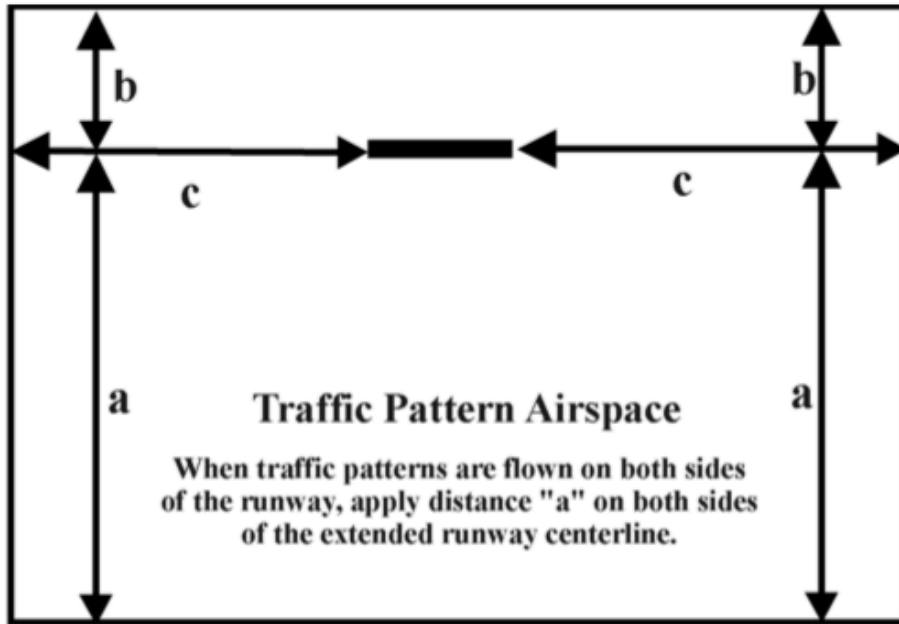 b
b
c
c
a
a
Traffic Pattern Airspace
When traffic patterns are flown on both sides
of the runway, apply distance "a" on both sides
of the extended runway centerline.